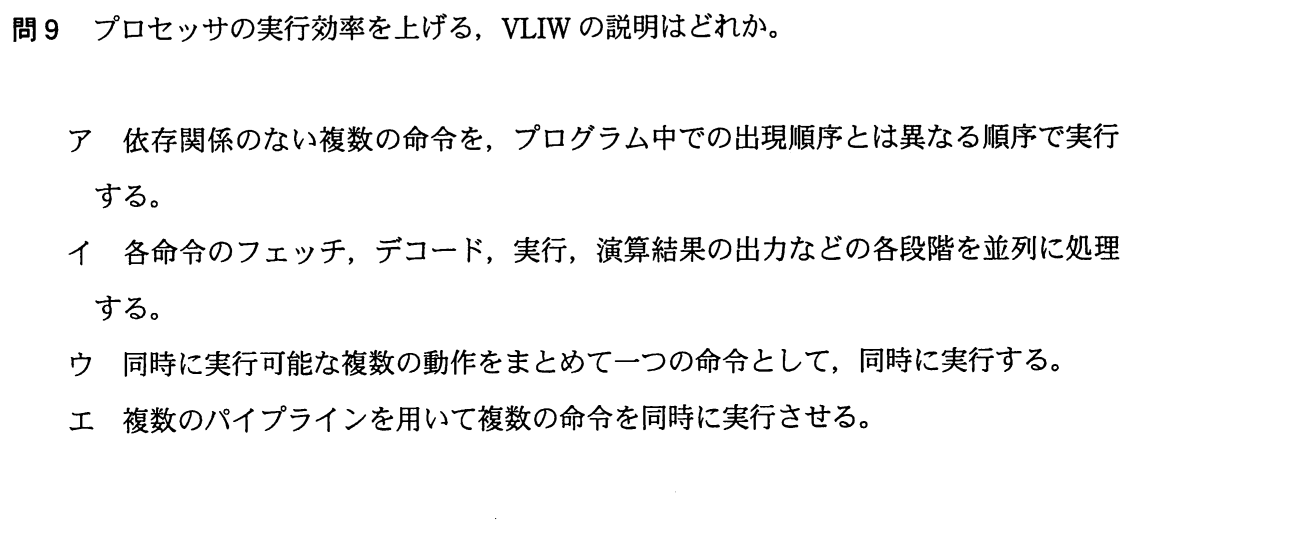 問9　プロセッサの実行効率を上げる，VLIW の説明はどれか。
ア　依存関係のない複数の命令を，プログラム中での出現順序とは異なる順序で実行
する。
イ　各命令のフェッチ，デコード，実行，演算結果の出力などの各段階を並列に処理
する。
ウ　同時に実行可能な複数の動作をまとめて一つの命令として，同時に実行する。
エ　複数のパイプラインを用いて複数の命令を同時に実行させる。